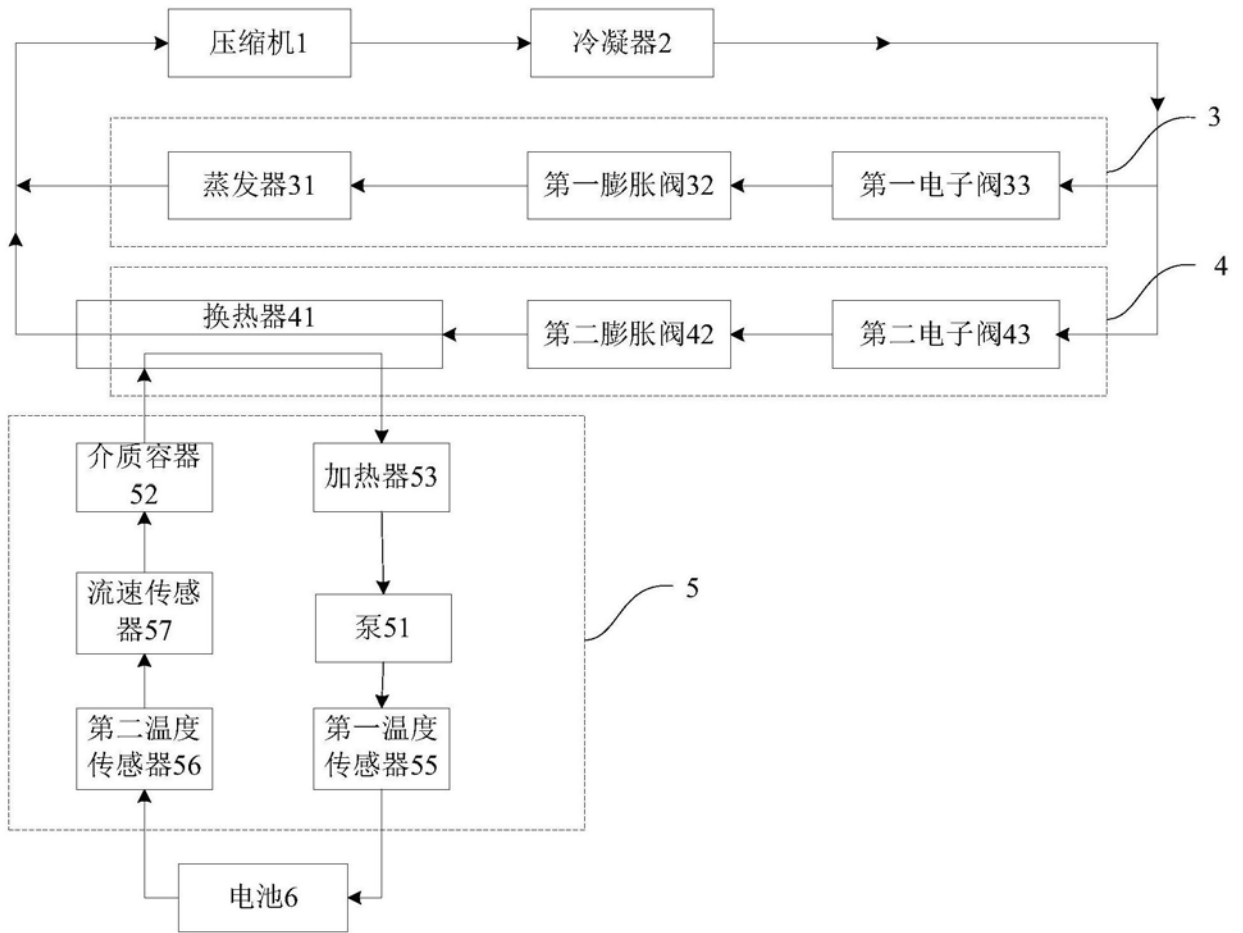 压缩机1
冷凝器2
3
蒸发器31
第一膨胀阀32
第一电子阀33
4
换热器41
第二膨胀阀42
第二电子阀43
介质容器
52
加热器53
流速传感
器57
泵51
5
第二温度
传感器56
第一温度
传感器55
电池6